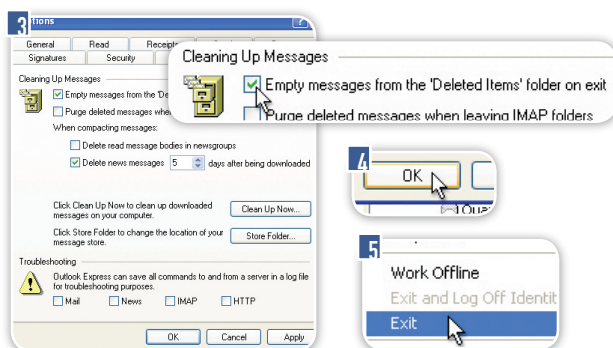 3
General Read Receipts
Signatures Security
Cleaning Up Messages
Empty messages from the 'De
Purge deleted messages whe
When compacting messages:
Delete read message bodies in newsgroups
Delete news messages 5 days after being downloaded
Click Clean Up Now to clean up downloaded
messages on your computer.
Clean Up Now...
Click Store Folder to change the location of your
message store.
Store Folder...
Troubleshooting
Outlook Express can save all commands to and from a server in a log file
for troubleshooting purposes.
Mail News IMAP HTTP
OK Cancel Apply
Cleaning Up Messages
Empty messages from the 'Deleted Items' folder on exit
Purge deleted messages when leaving IMAP folders
4
OK
5
Work Offline
Exit and Log Off Identit
Exit